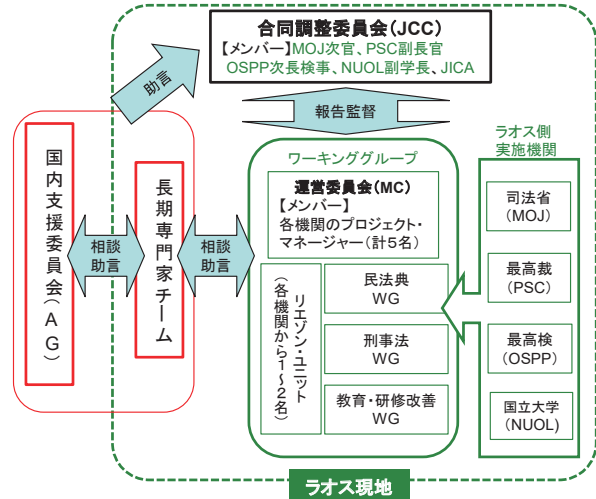 合同調整委員会(JCC)
【メンバー】MOJ次官、PSC副長官
OSPP次長検事、NUOL副学長、JICA
助言
報告監督
国内支援委員会(AG)
相談
助言
長期専門家チーム
相談
助言
ワーキンググループ
運営委員会(MC)
【メンバー】
各機関のプロジェクト・
マネージャー(計5名)
リエゾン・ユニット
(各機関から1~2名)
民法典
WG
刑事法
WG
教育・研修改善
WG
ラオス側
実施機関
司法省
(MOJ)
最高裁
(PSC)
最高検
(OSPP)
国立大学
(NUOL)
ラオス現地